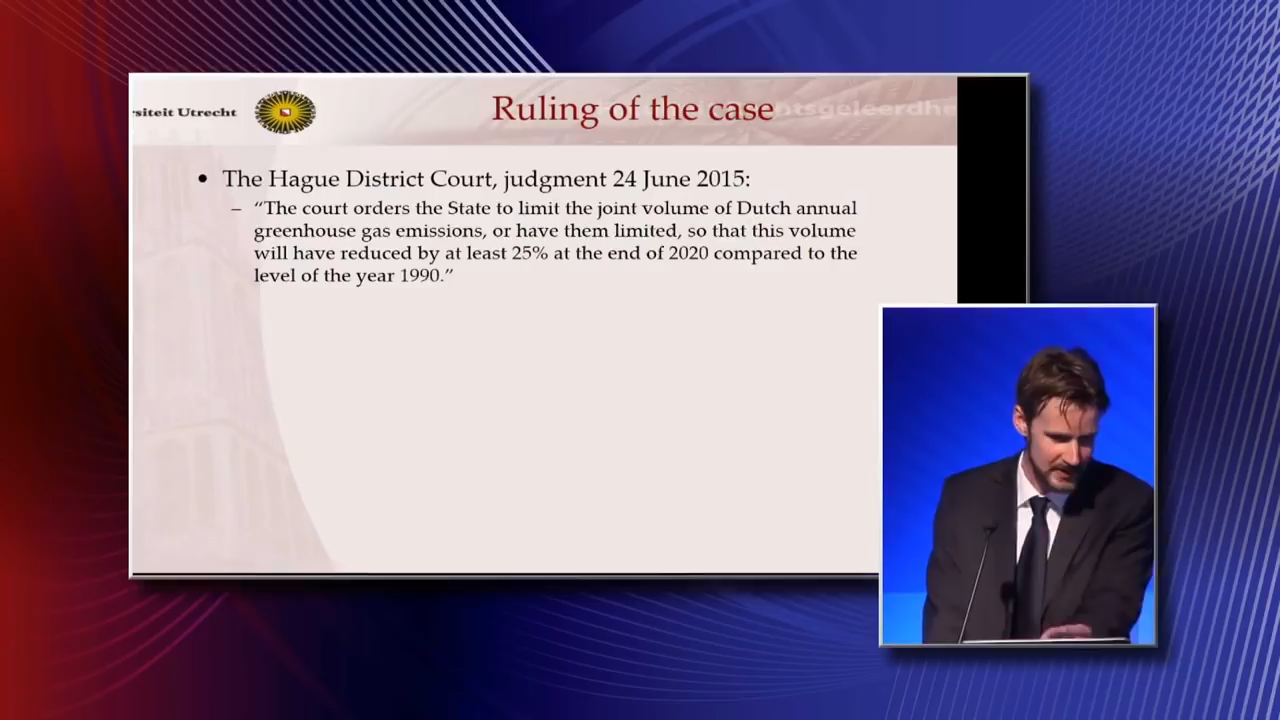 siteit Utrecht
Ruling of the case
ntsgeleerdhe
• The Hague District Court, judgment 24 June 2015:
– “The court orders the State to limit the joint volume of Dutch annual
greenhouse gas emissions, or have them limited, so that this volume
will have reduced by at least 25% at the end of 2020 compared to the
level of the year 1990.”